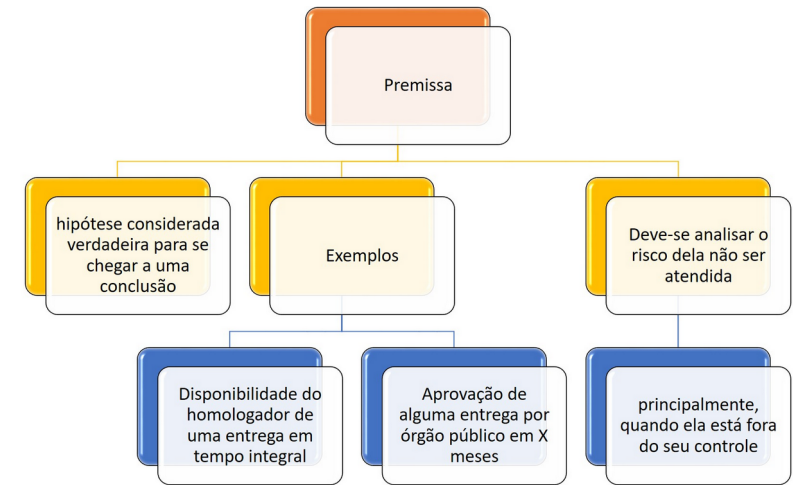 Premissa
hipótese considerada
verdadeira para se
chegar a uma
conclusão
Exemplos
Deve-se analisar o
risco dela não ser
atendida
Disponibilidade do
homologador de
uma entrega em
tempo integral
Aprovação de
alguma entrega por
órgão público em X
meses
principalmente,
quando ela está fora
do seu controle